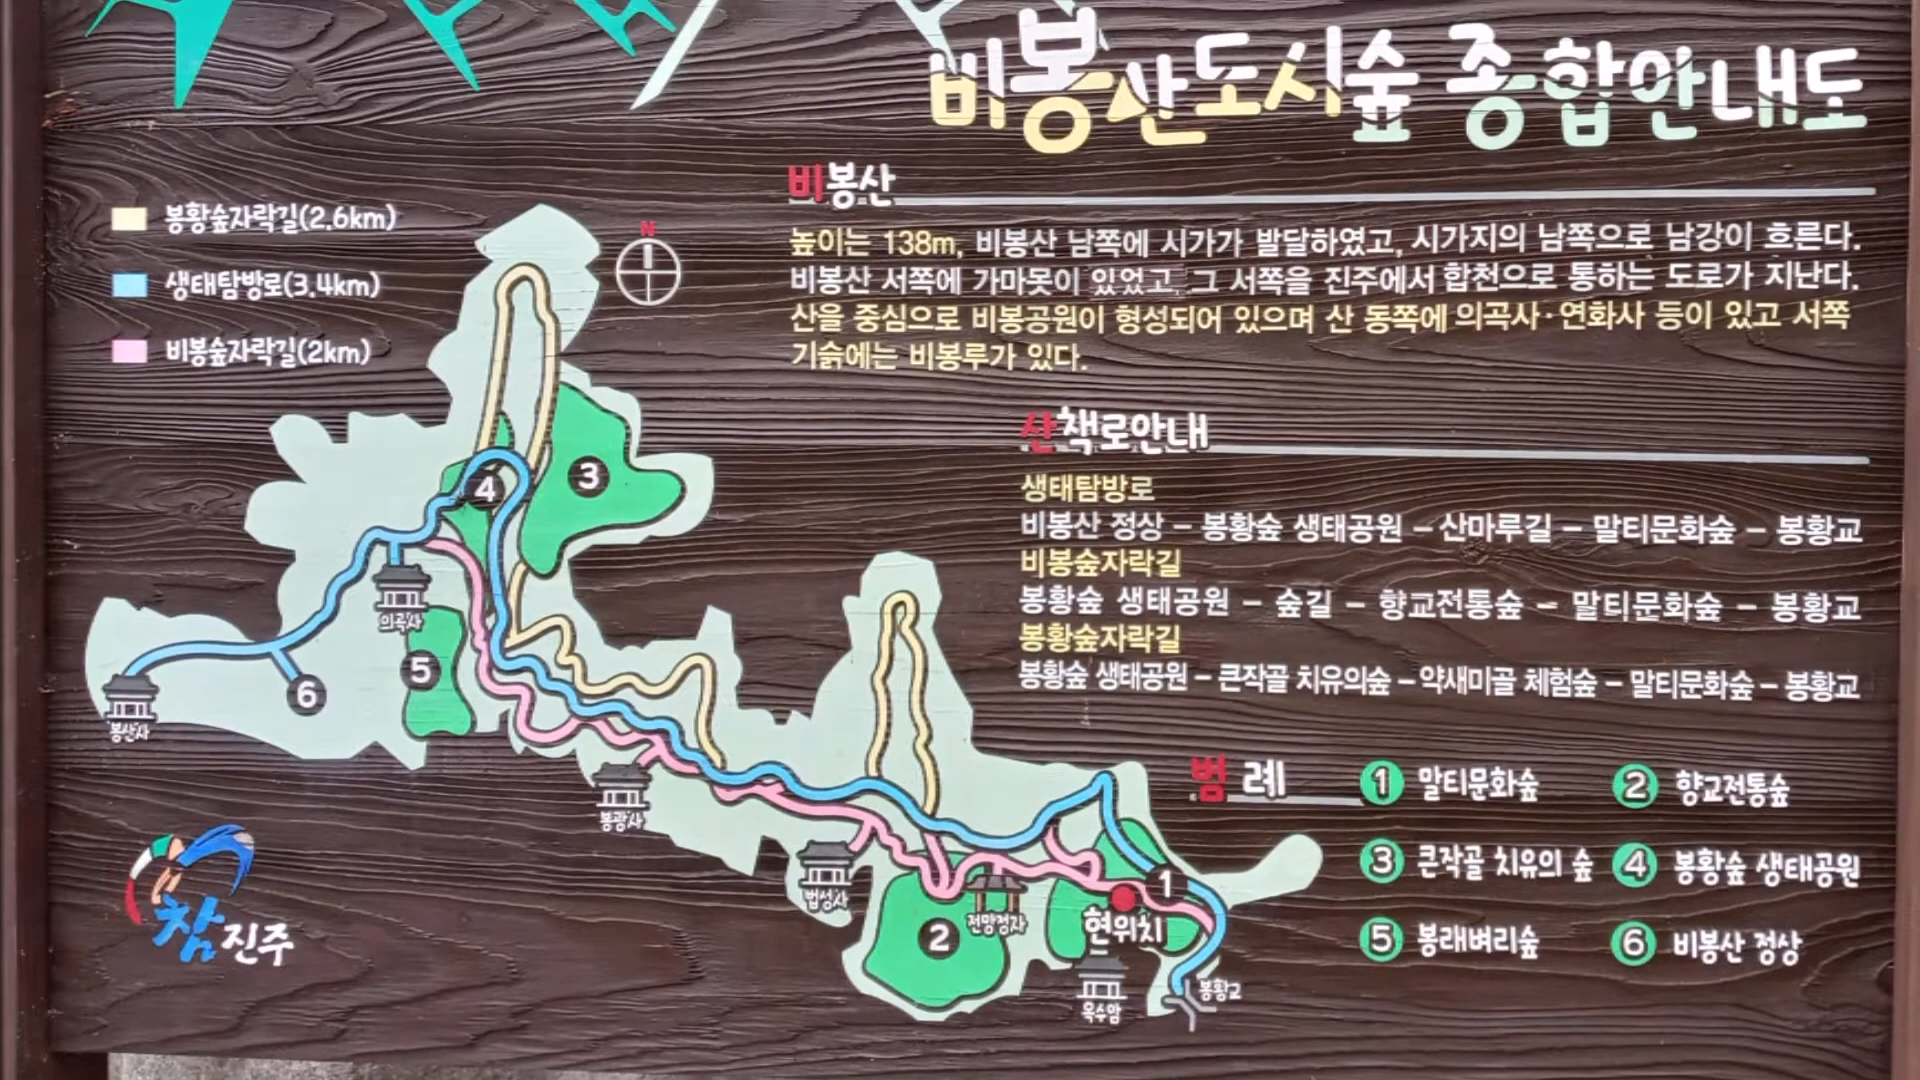 비봉산도시숲 종합안내도
봉황숲자락길(2.6km)
생태탐방로(3.4km)
비봉숲자락길(2km)
N
비봉산
높이는 138m, 비봉산 남쪽에 시가가 발달하였고, 시가지의 남쪽으로 남강이 흐른다.
비봉산 서쪽에 가마못이 있었고, 그 서쪽을 진주에서 합천으로 통하는 도로가 지난다.
산을 중심으로 비봉공원이 형성되어 있으며 산 동쪽에 의곡사·연화사 등이 있고 서쪽
기슭에는 비봉루가 있다.
산책로안내
생태탐방로
비봉산 정상 - 봉황숲 생태공원 - 산마루길 - 말티문화숲 - 봉황교
비봉숲자락길
봉황숲 생태공원 - 숲길 - 향교전통숲 - 말티문화숲 - 봉황교
봉황숲자락길
봉황숲 생태공원 - 큰작골 치유의숲 - 약새미골 체험숲 - 말티문화숲 - 봉황교
범 례
1 말티문화숲
2 향교전통숲
3 큰작골 치유의 숲
4 봉황숲 생태공원
5 봉래벼리숲
6 비봉산 정상
3
4
의곡사
5
6
봉산사
봉광사
법성사
2
전망정자
1
현위치
옥수암
봉황교
참진주